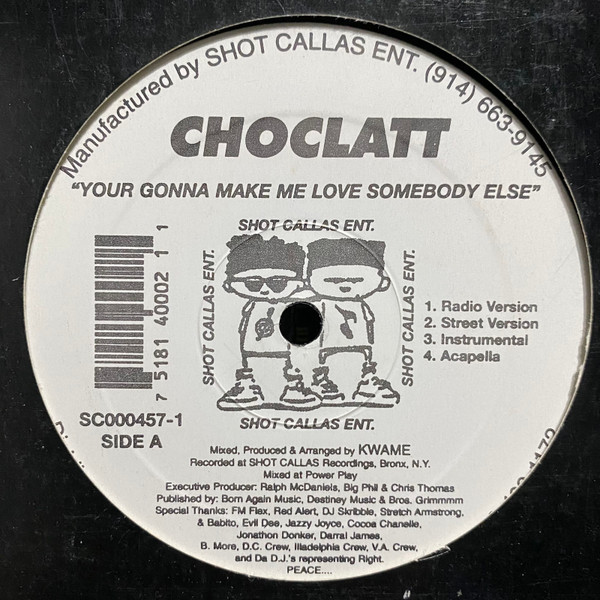 Manufactured by SHOT CALLAS ENT. (914) 663-9145
CHOCLATT
"YOUR GONNA MAKE ME LOVE SOMEBODY ELSE"
SHOT CALLAS ENT.
SHOT CALLAS ENT.
SHOT CALLAS ENT.
7 5181 40002 1 1
1. Radio Version
2. Street Version
3. Instrumental
4. Acapella
SHOT CALLAS ENT.
SC000457-1
SIDE A
Mixed, Produced & Arranged by KWAME
Recorded at SHOT CALLAS Recordings, Bronx, N.Y.
Mixed at Power Play
Executive Producer: Ralph McDaniels, Big Phil & Chris Thomas
Published by: Born Again Music, Destiney Music & Bros. Grimmmm
Special Thanks: FM Flex, Red Alert, DJ Skribble, Stretch Armstrong,
& Babito, Evil Dee, Jazzy Joyce, Cocoa Chanelle,
Jonathon Donker, Darral James,
B. More, D.C. Crew, Illadelphia Crew, V.A. Crew,
and Da D.J.'s representing Right.
PEACE....